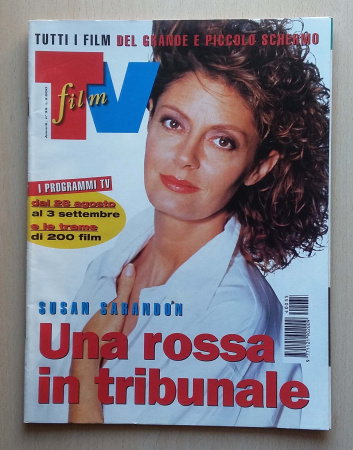 TUTTI I FILM DEL GRANDE E PICCOLO SCHERMO
film TV
I PROGRAMMI TV
dal 28 agosto
al 3 settembre
e le trame
di 200 film
SUSAN SARANDON
Una rossa
in tribunale